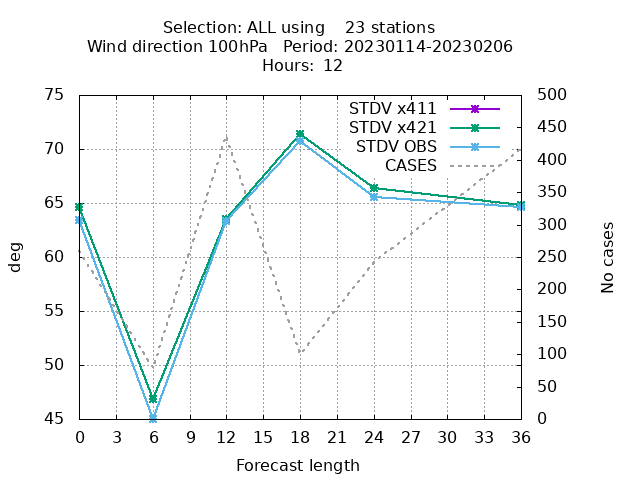 Selection: ALL using    23 stations
Wind direction 100hPa   Period: 20230114-20230206
Hours:  12
STDV x411
STDV x421
STDV OBS
CASES
deg
75
70
65
60
55
50
45
500
450
400
350
300
250
200
150
100
50
0
No cases
0 3 6 9 12 15 18 21 24 27 30 33 36
Forecast length